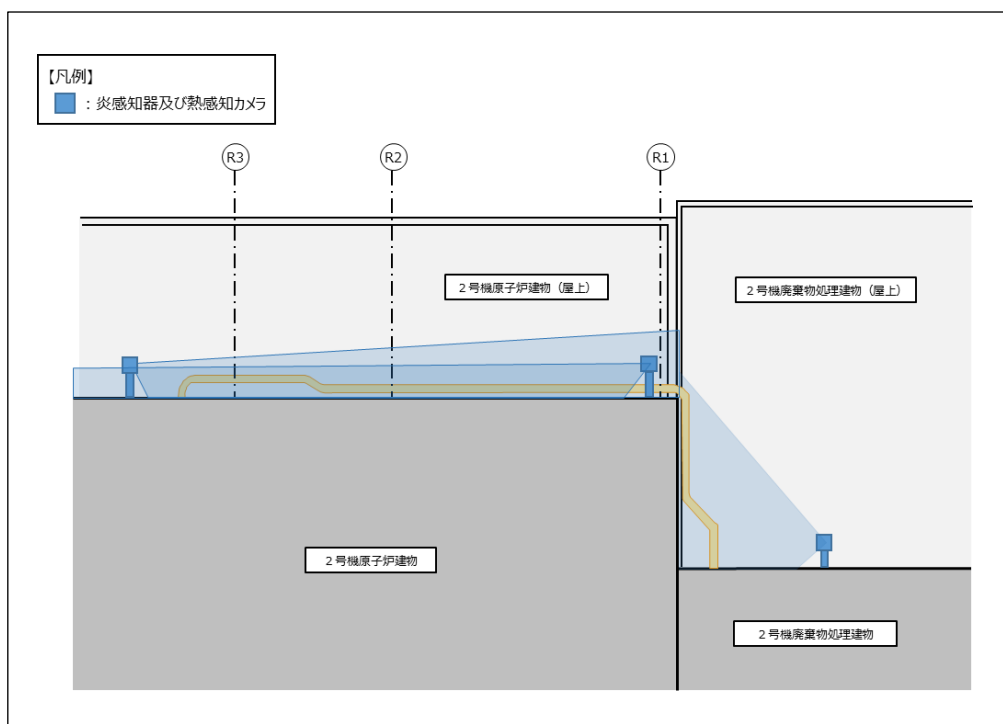 【凡例】
：炎感知器及び熱感知カメラ
R3
R2
R1
２号機原子炉建物（屋上）
２号機廃棄物処理建物（屋上）
２号機原子炉建物
２号機廃棄物処理建物